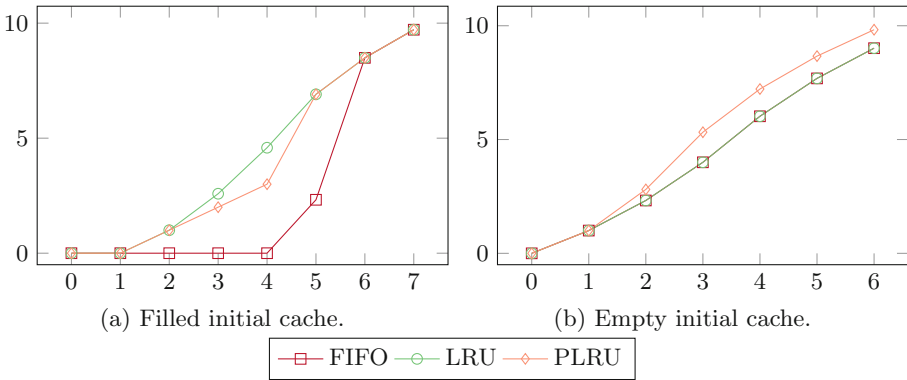 10
5
0
0 1 2 3 4 5 6 7
(a) Filled initial cache.
10
5
0
0 1 2 3 4 5 6
(b) Empty initial cache.
FIFO LRU PLRU